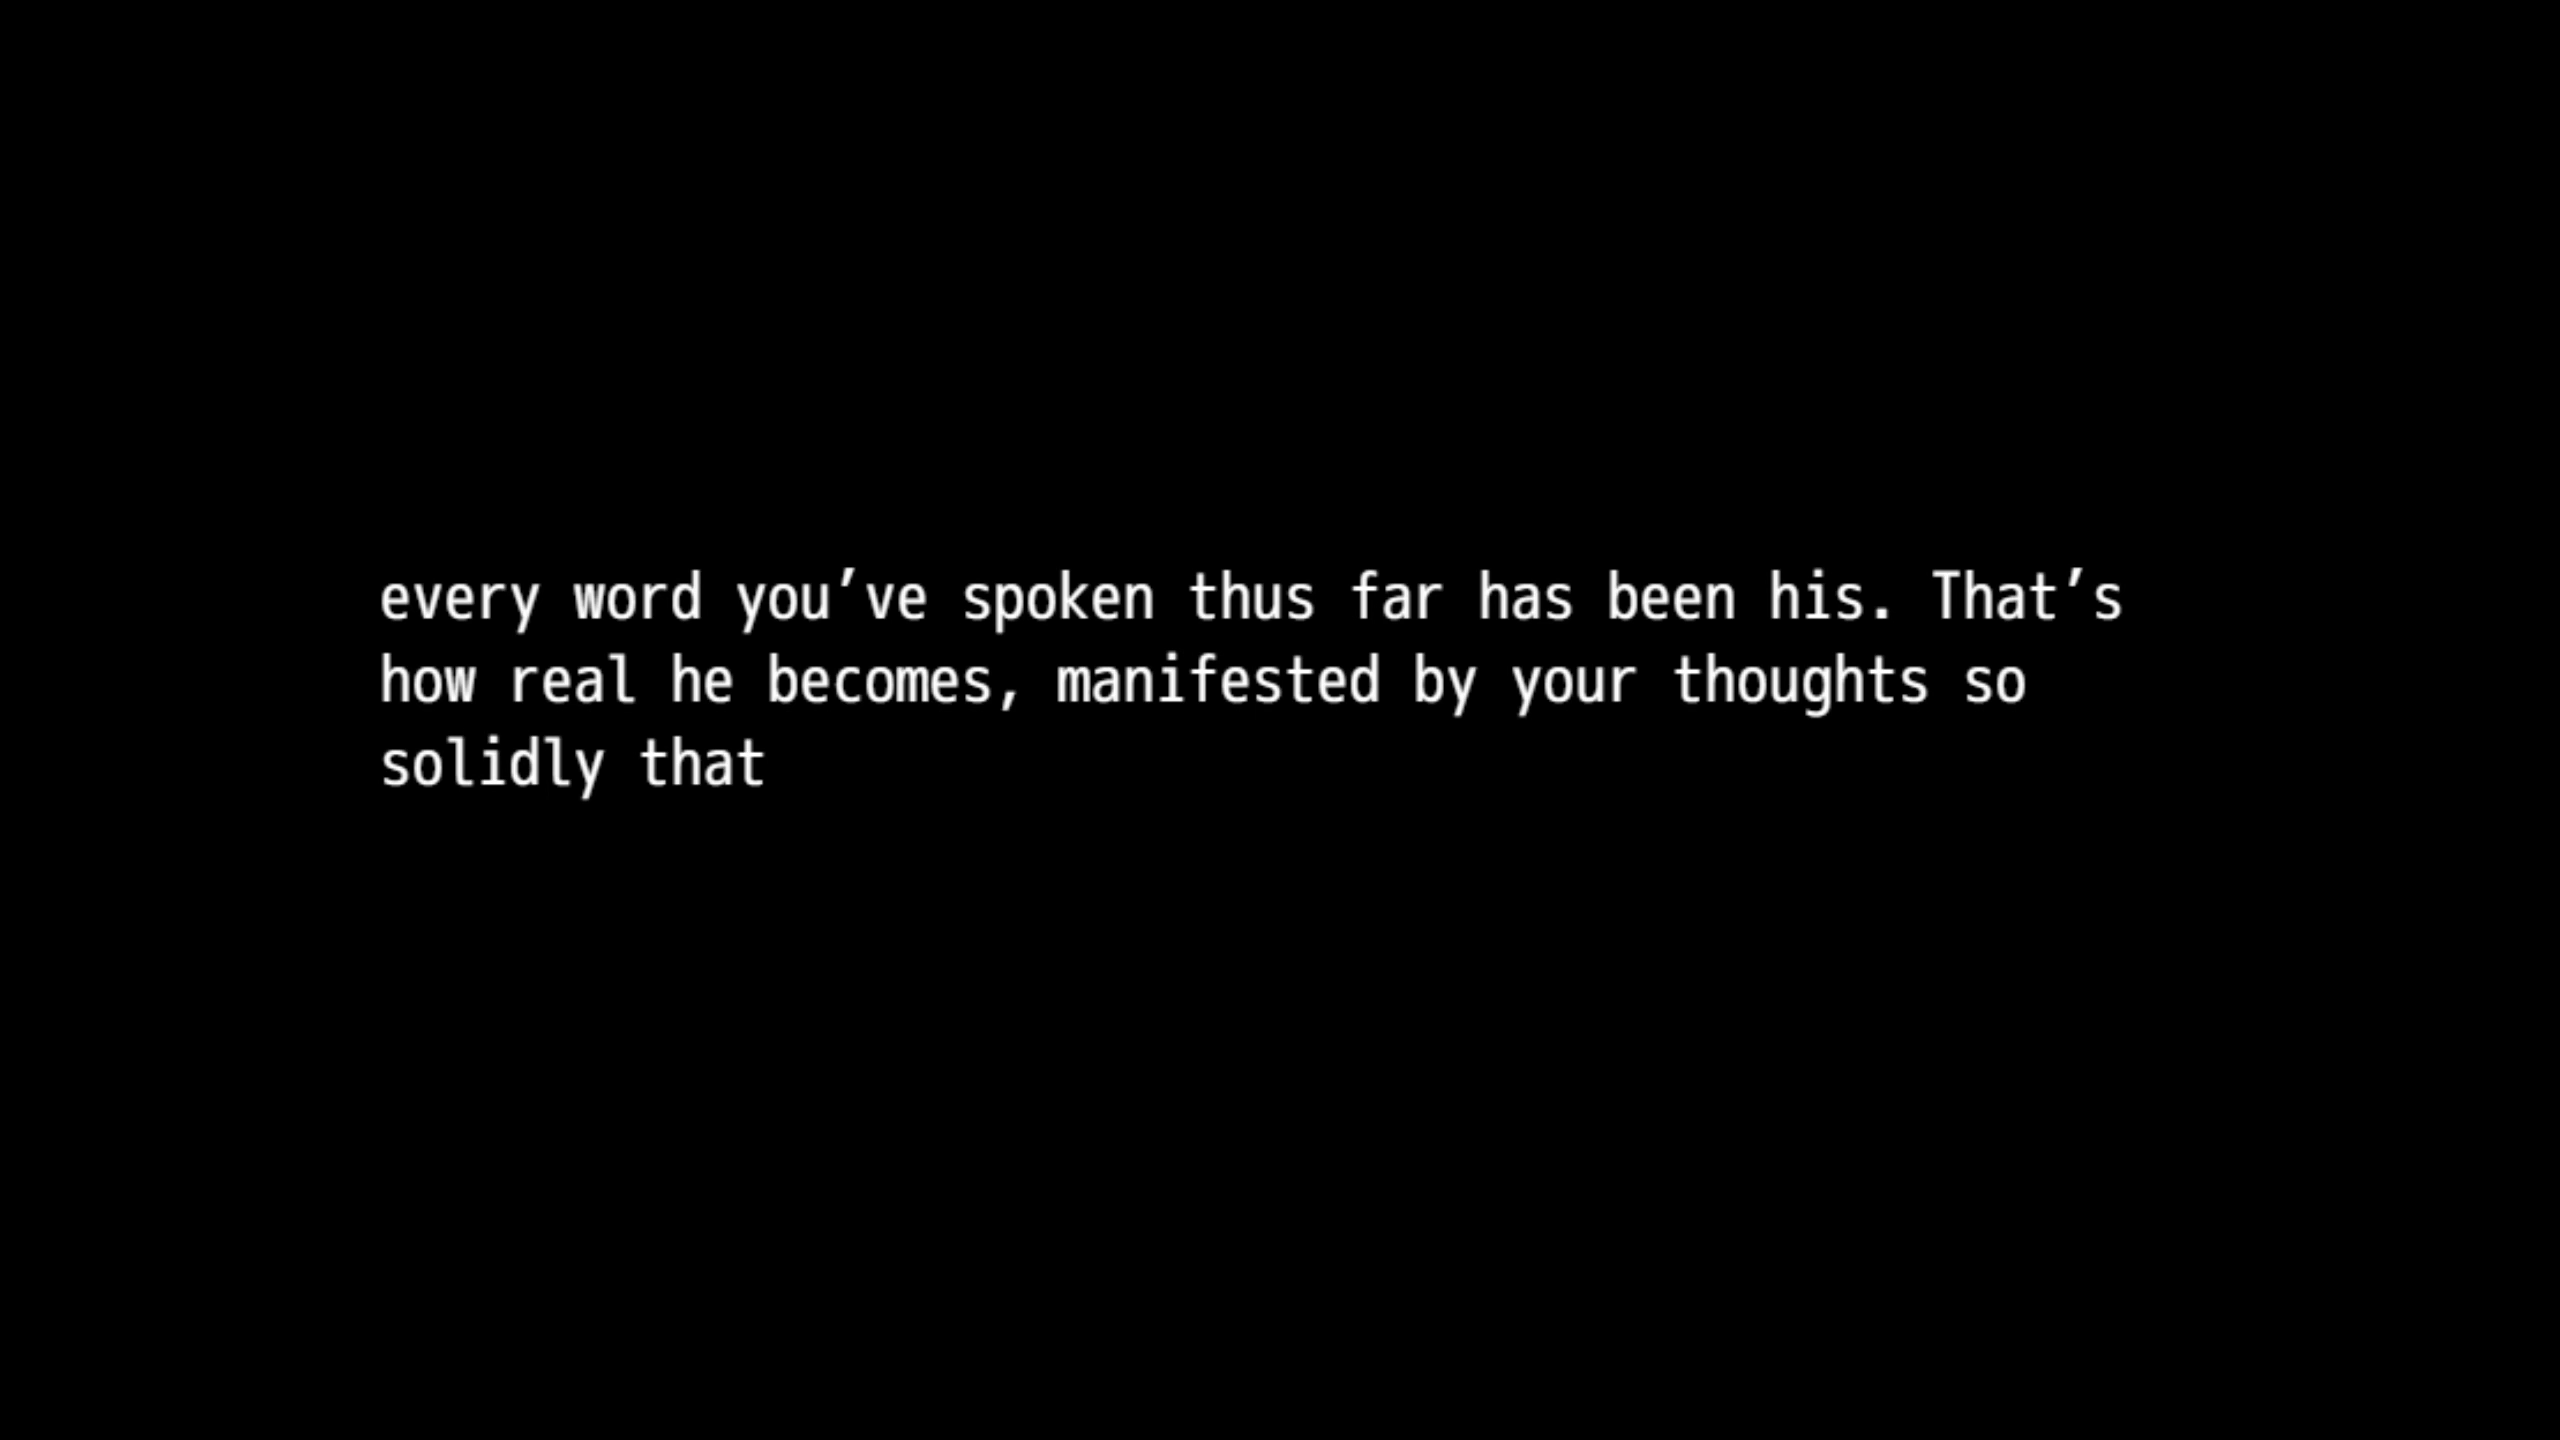 every word you’ve spoken thus far has been his. That’s
how real he becomes, manifested by your thoughts so
solidly that